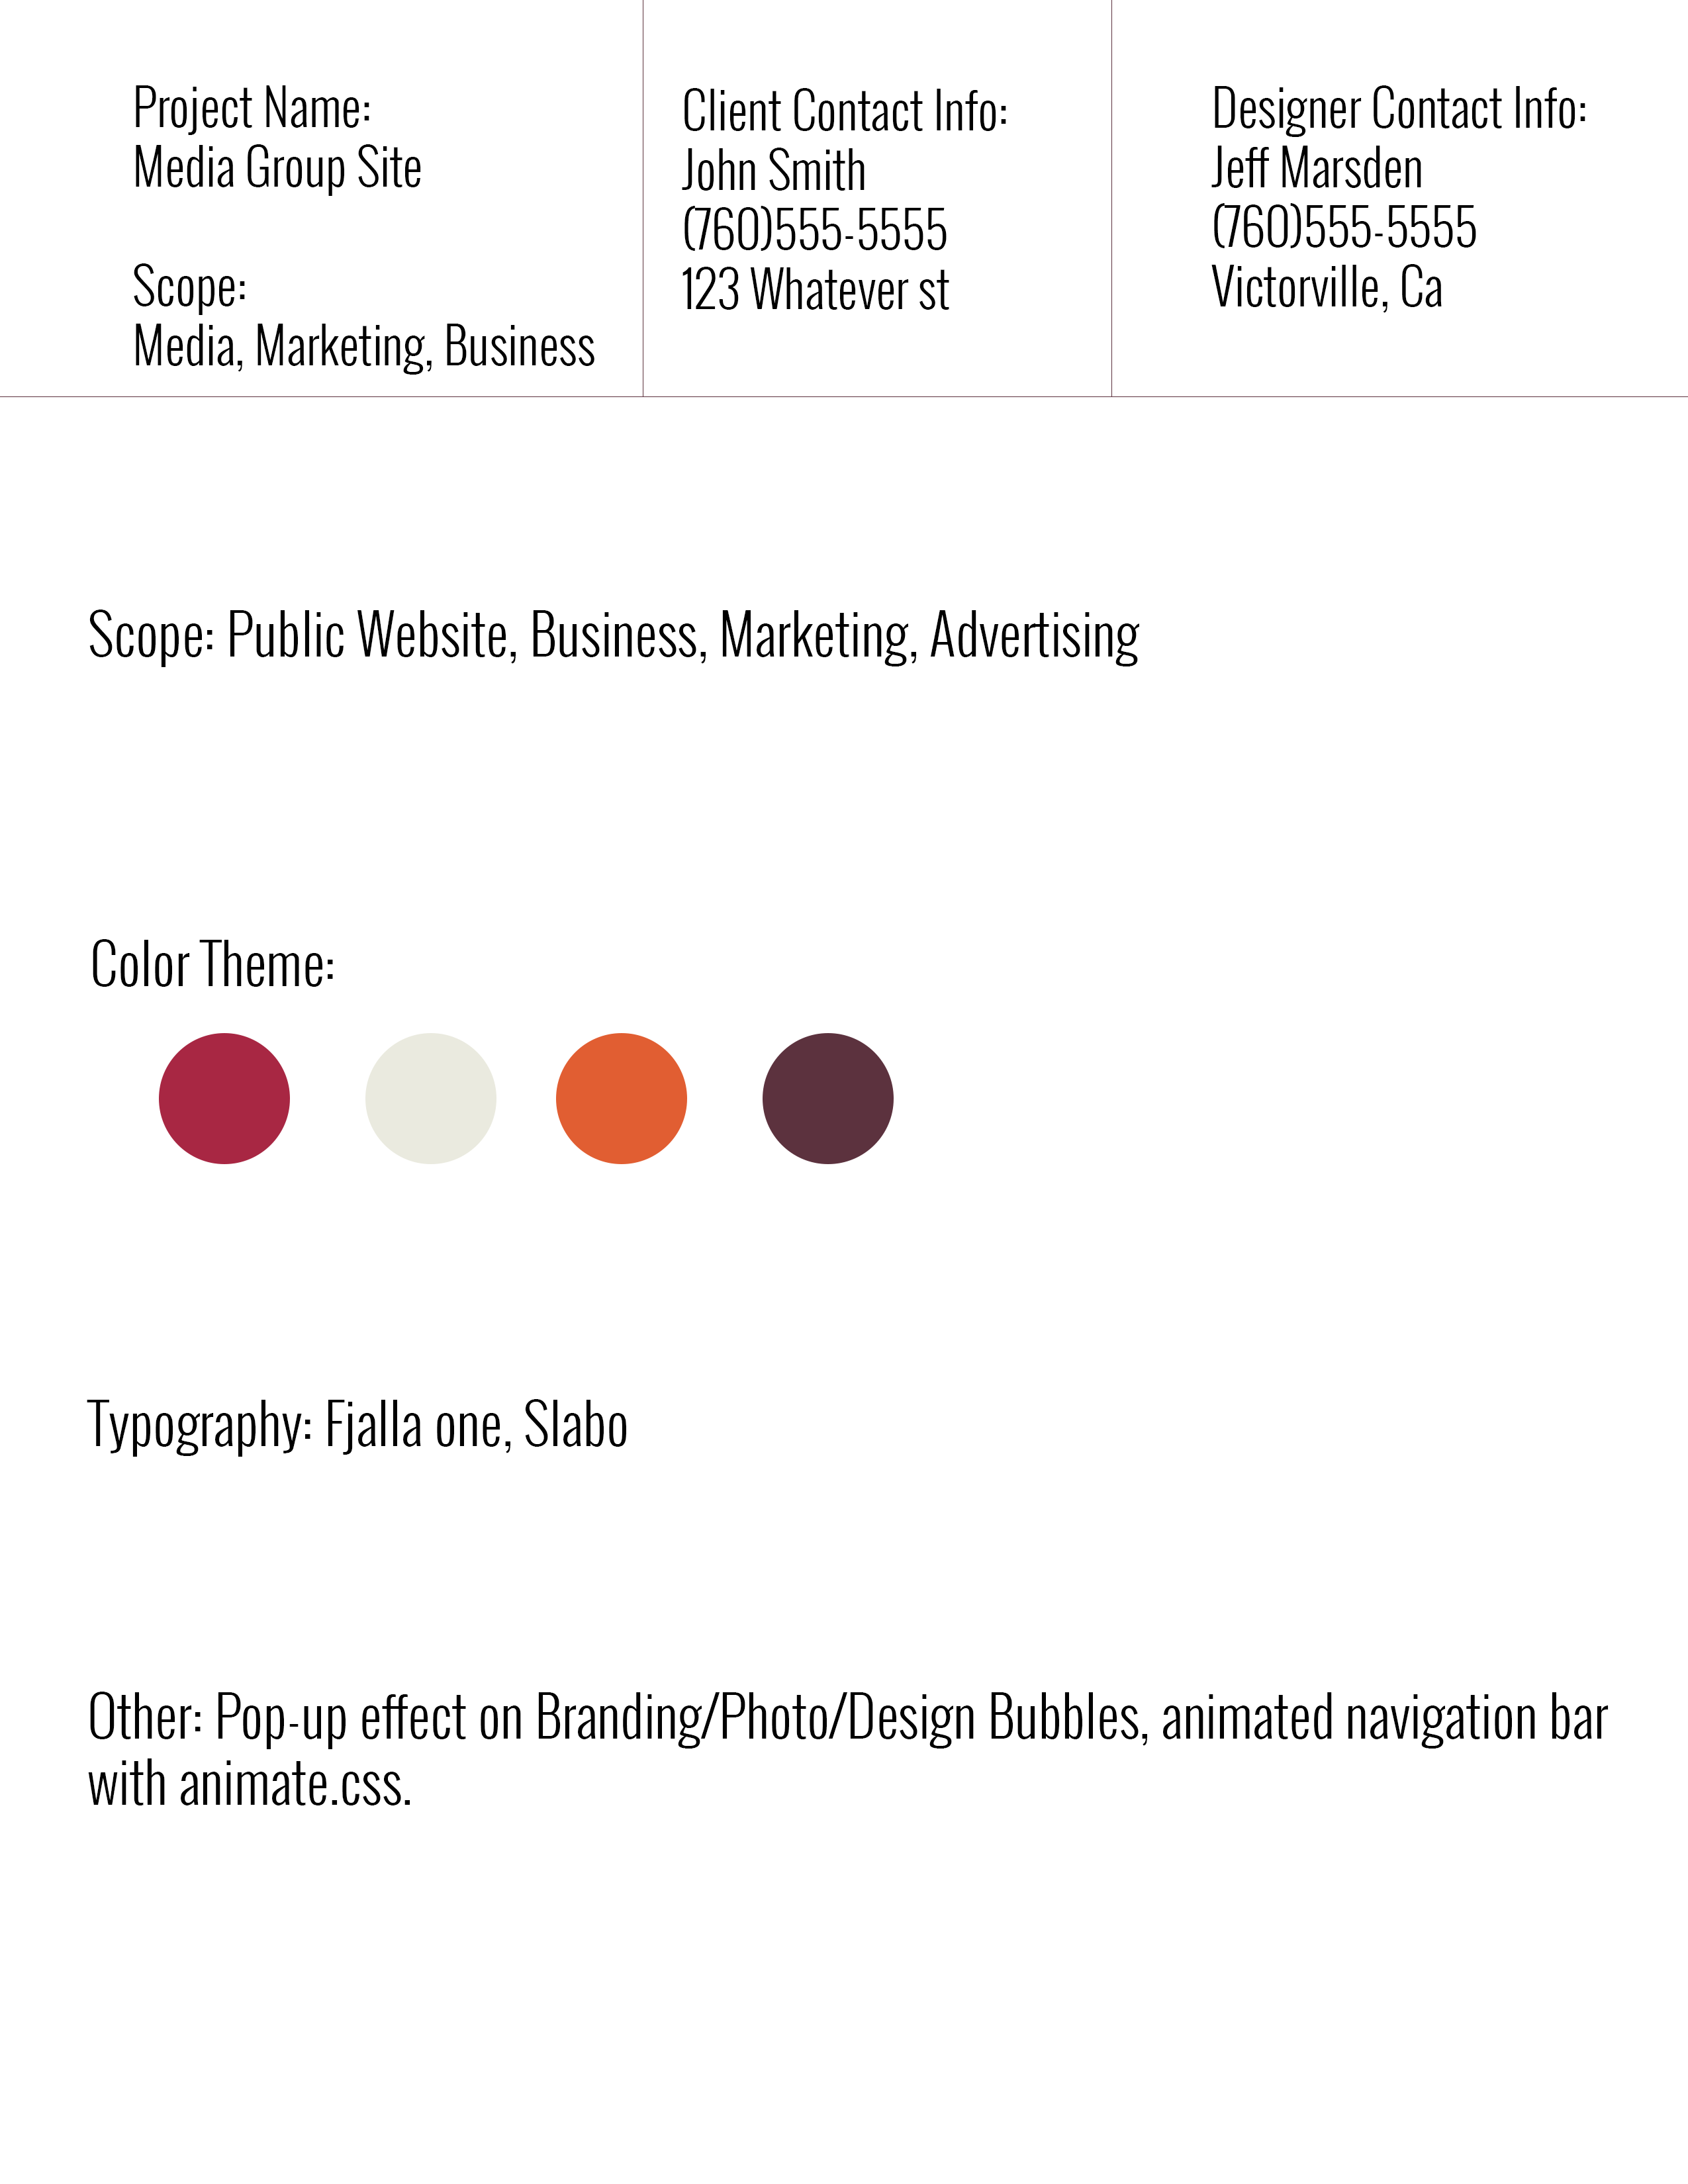 Project Name:
Media Group Site
Scope:
Media, Marketing, Business
Client Contact Info:
John Smith
(760)555-5555
123 Whatever st
Designer Contact Info:
Jeff Marsden
(760)555-5555
Victorville, Ca
Scope: Public Website, Business, Marketing, Advertising
Color Theme:
Typography: Fjalla one, Slabo
Other: Pop-up effect on Branding/Photo/Design Bubbles, animated navigation bar
with animate.css.